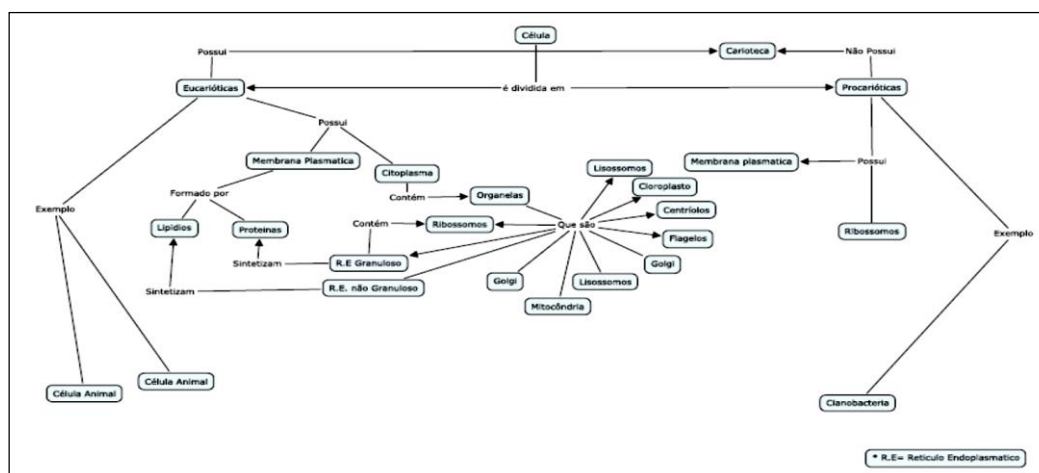 Célula
Possui
Carioteca
Não Possui
Eucarióticas
é dividida em
Procarióticas
Possui
Membrana Plasmatica
Citoplasma
Lisossomos
Membrana plasmatica
Possui
Cloroplasto
Formado por
Contém
Organelas
Exemplo
Centríolos
Lipídios
Proteínas
Contém
Ribossomos
Que são
Flagelos
Ribossomos
Exemplo
Sintetizam
R.E Granuloso
Golgi
Golgi
Lisossomos
Sintetizam
R.E. não Granuloso
Mitocôndria
Célula Animal
Célula Animal
Cianobacteria
* R.E= Reticulo Endoplasmatico